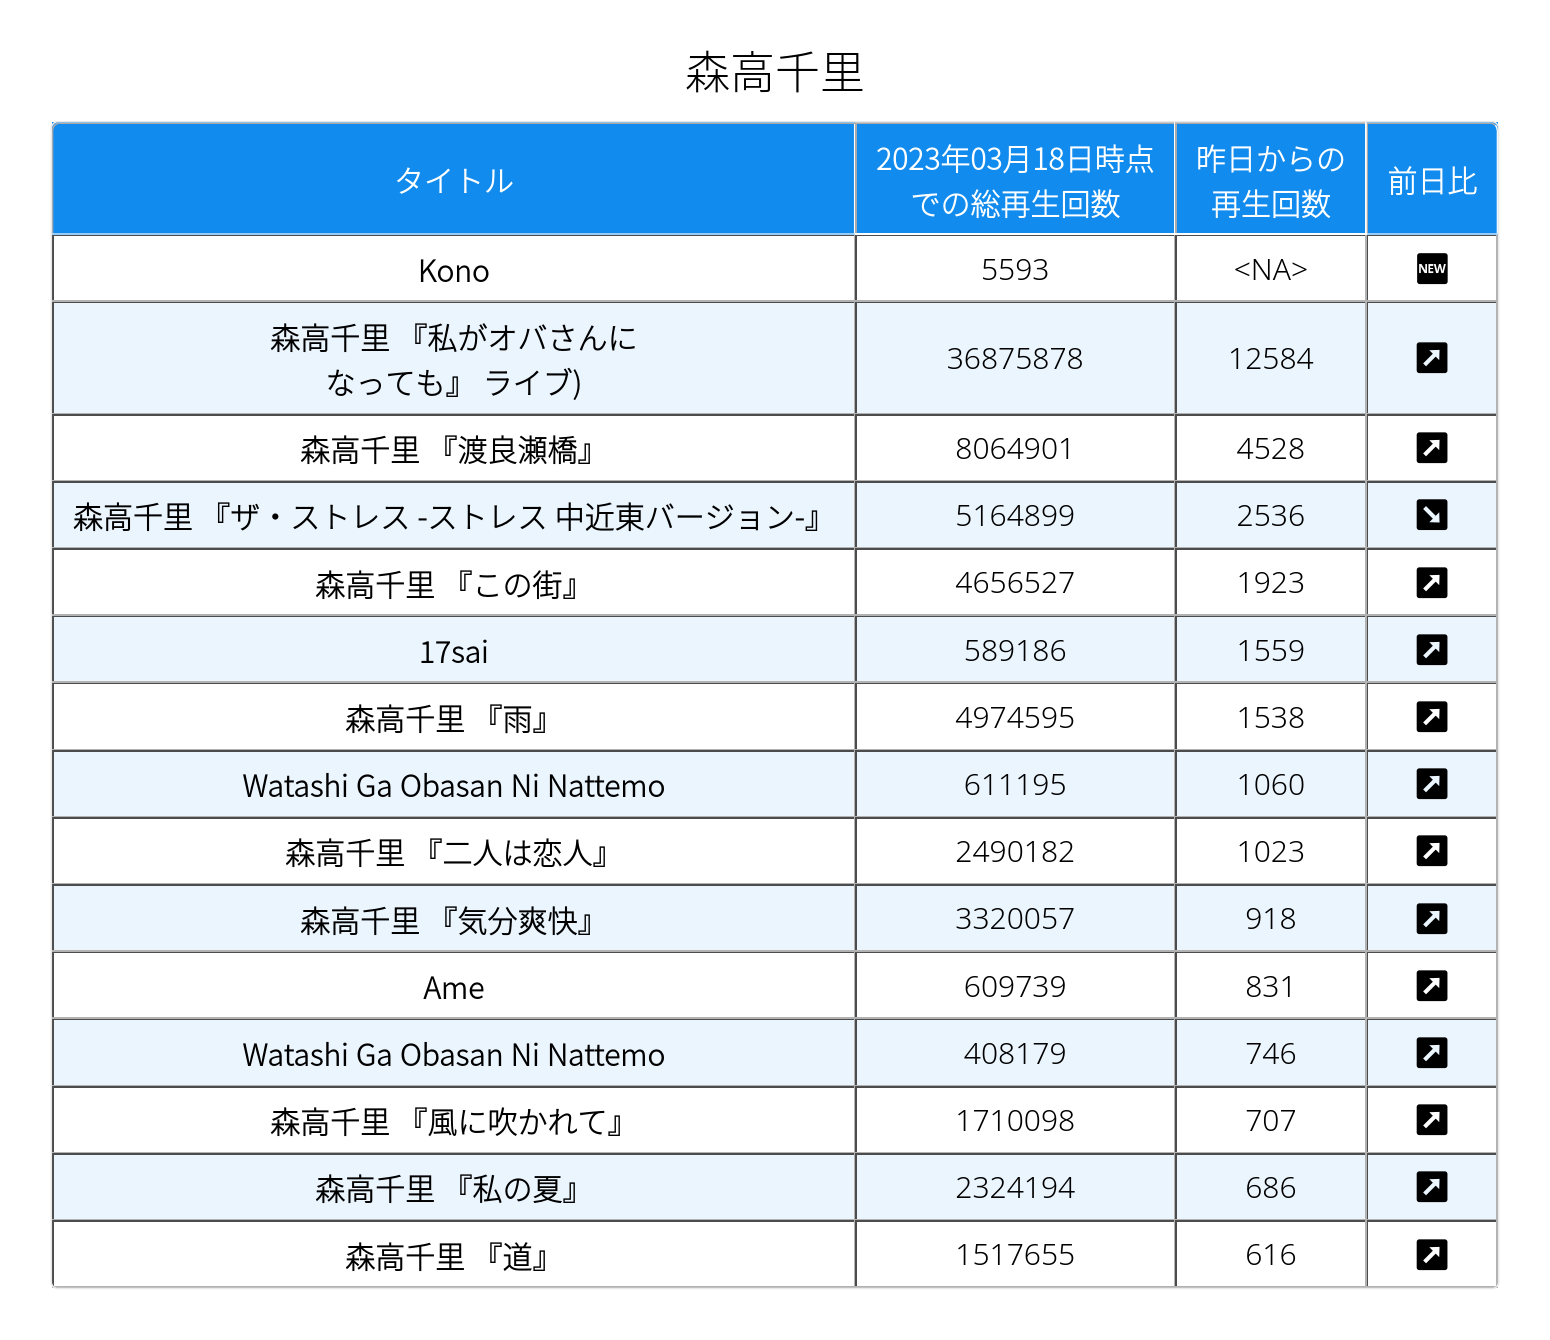 森高千里
タイトル
2023年03月18日時点
での総再生回数
昨日からの
再生回数
前日比
Kono
5593
<NA>
NEW
森高千里 『私がオバさんに
なっても』 ライブ)
36875878
12584
森高千里 『渡良瀬橋』
8064901
4528
森高千里 『ザ・ストレス -ストレス 中近東バージョン-』
5164899
2536
森高千里 『この街』
4656527
1923
17sai
589186
1559
森高千里 『雨』
4974595
1538
Watashi Ga Obasan Ni Nattemo
611195
1060
森高千里 『二人は恋人』
2490182
1023
森高千里 『気分爽快』
3320057
918
Ame
609739
831
Watashi Ga Obasan Ni Nattemo
408179
746
森高千里 『風に吹かれて』
1710098
707
森高千里 『私の夏』
2324194
686
森高千里 『道』
1517655
616